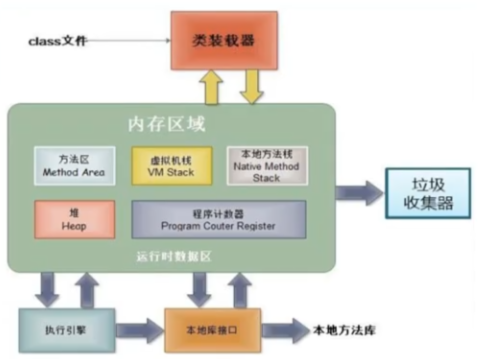 class文件
类装载器
内存区域
方法区
Method Area
虚拟机栈
VM Stack
本地方法栈
Native Method
Stack
堆
Heap
程序计数器
Program Couter Register
运行时数据区
垃圾
收集器
执行引擎
本地库接口
本地方法库